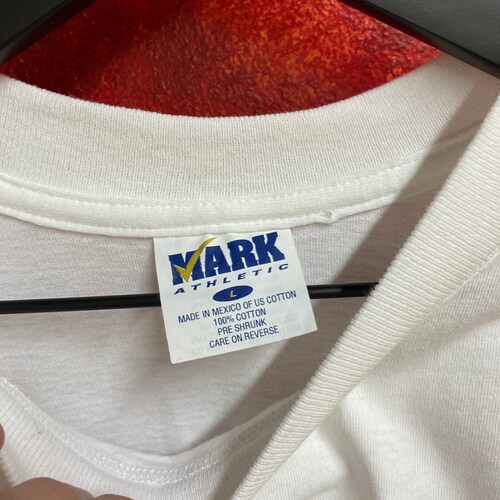 MARK
ATHLETIC
L
MADE IN MEXICO OF US COTTON
100% COTTON
PRE SHRUNK
CARE ON REVERSE